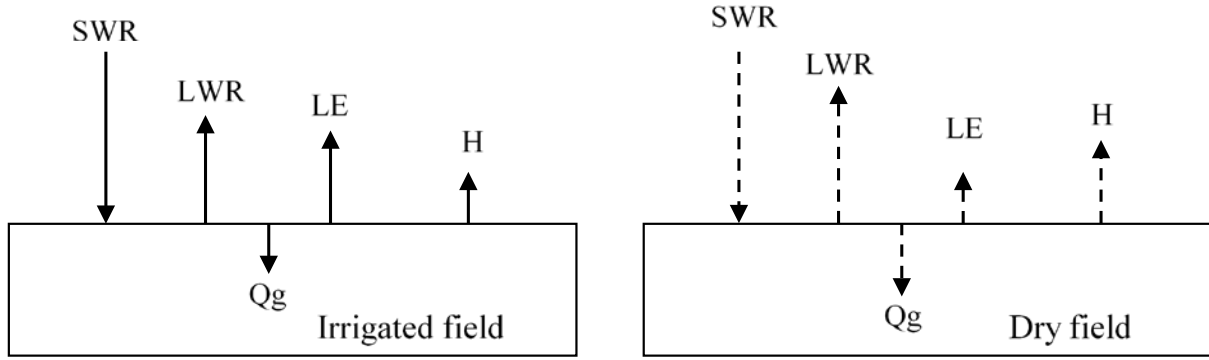 SWR
LWR
LE
H
Qg
Irrigated field
SWR
LWR
LE
H
Qg
Dry field